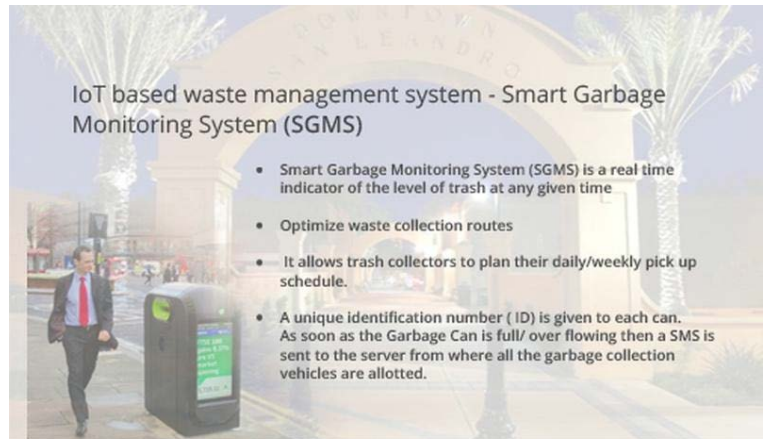 DOWNTOWN
SAN LEANDRO
IoT based waste management system - Smart Garbage
Monitoring System (SGMS)
• Smart Garbage Monitoring System (SGMS) is a real time
indicator of the level of trash at any given time
• Optimize waste collection routes
• It allows trash collectors to plan their daily/weekly pick up
schedule.
• A unique identification number ( ID) is given to each can.
As soon as the Garbage Can is full/ over flowing then a SMS is
sent to the server from where all the garbage collection
vehicles are allotted.